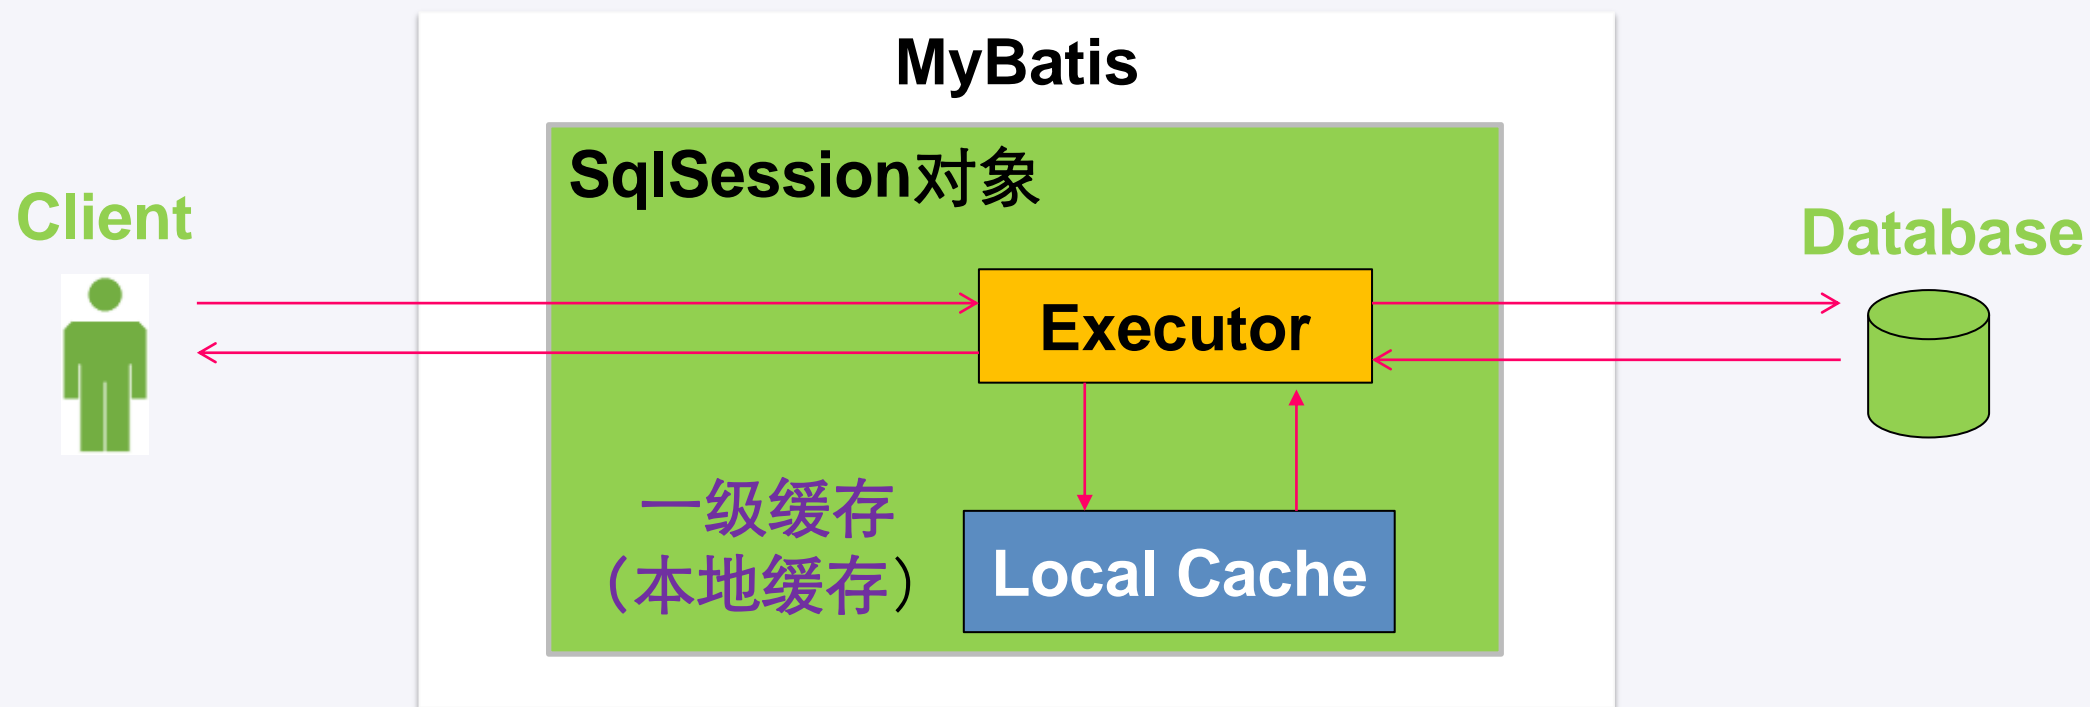 MyBatis
SqlSession对象
Client
Database
Executor
一级缓存
（本地缓存）
Local Cache